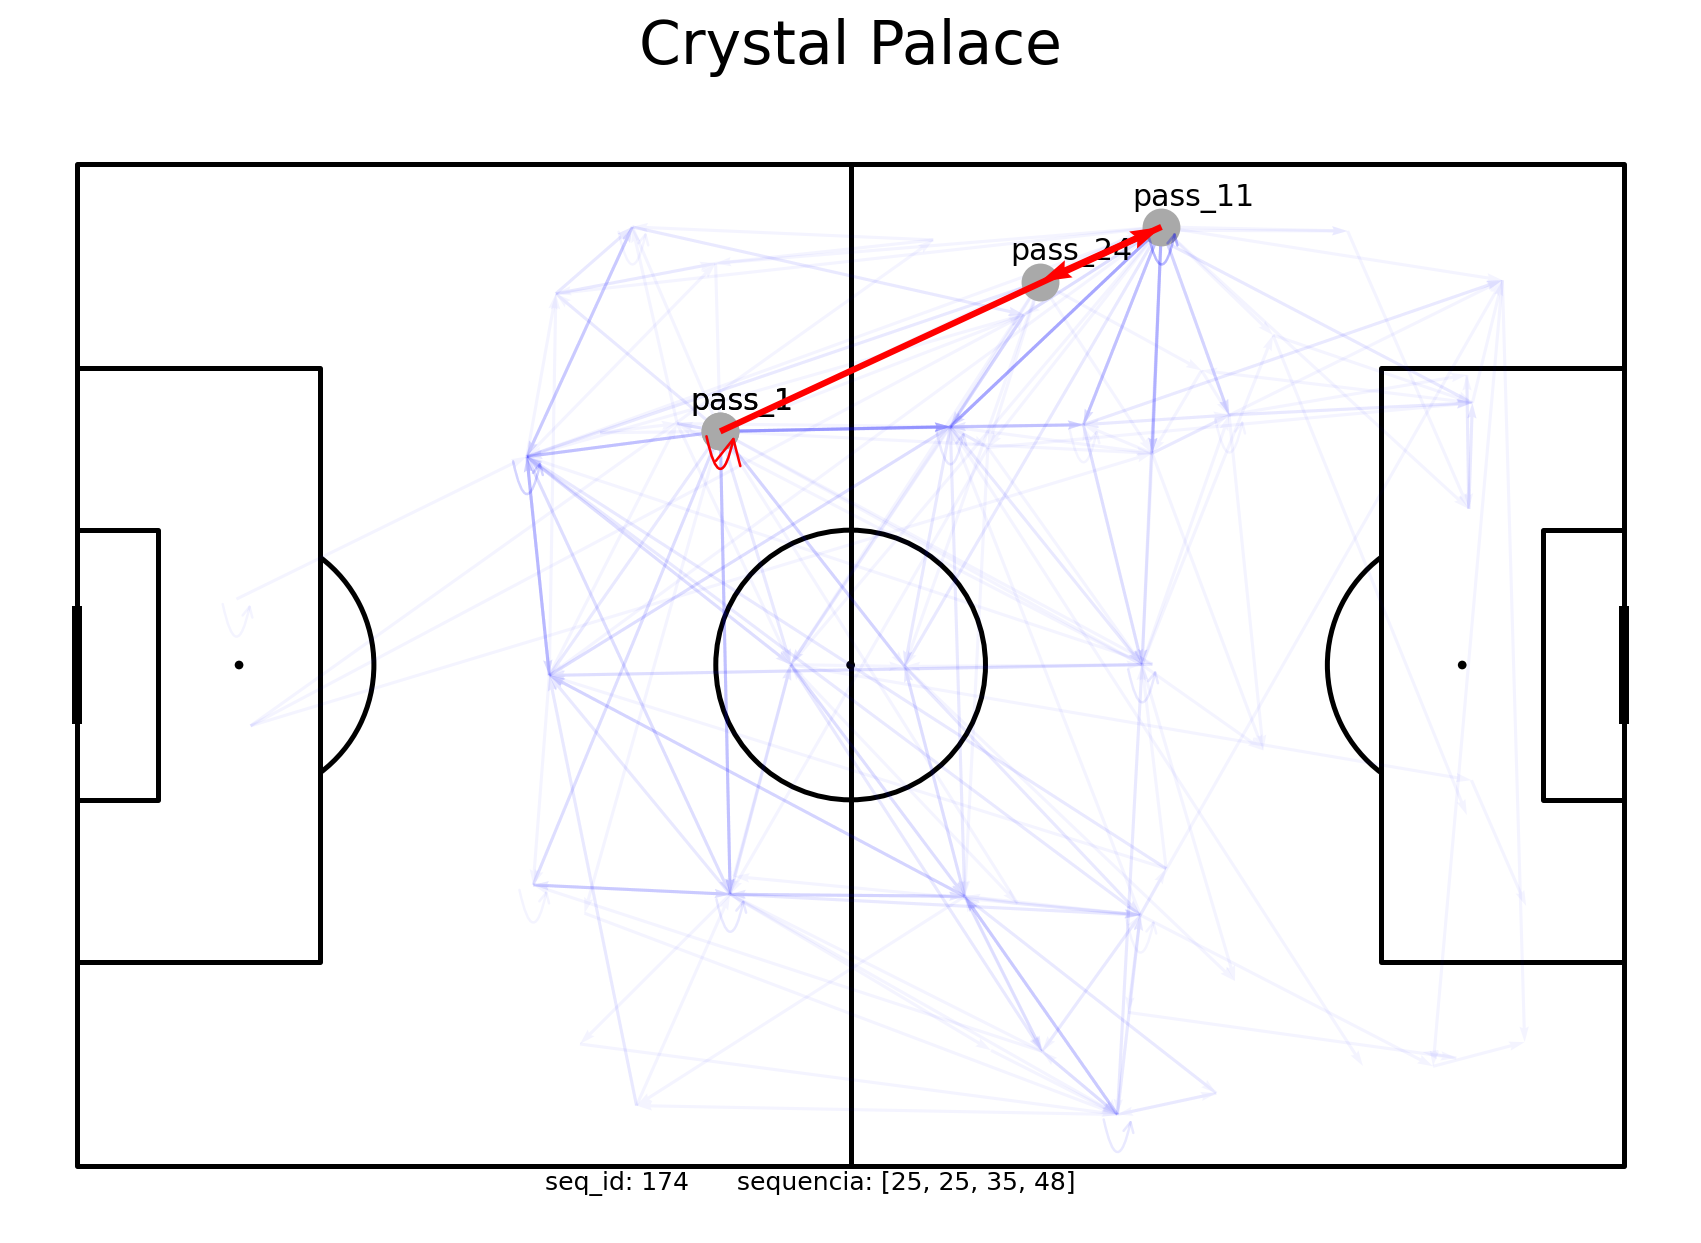 Crystal Palace
pass_11
pass_24
pass_1
seq_id: 174 sequencia: [25, 25, 35, 48]